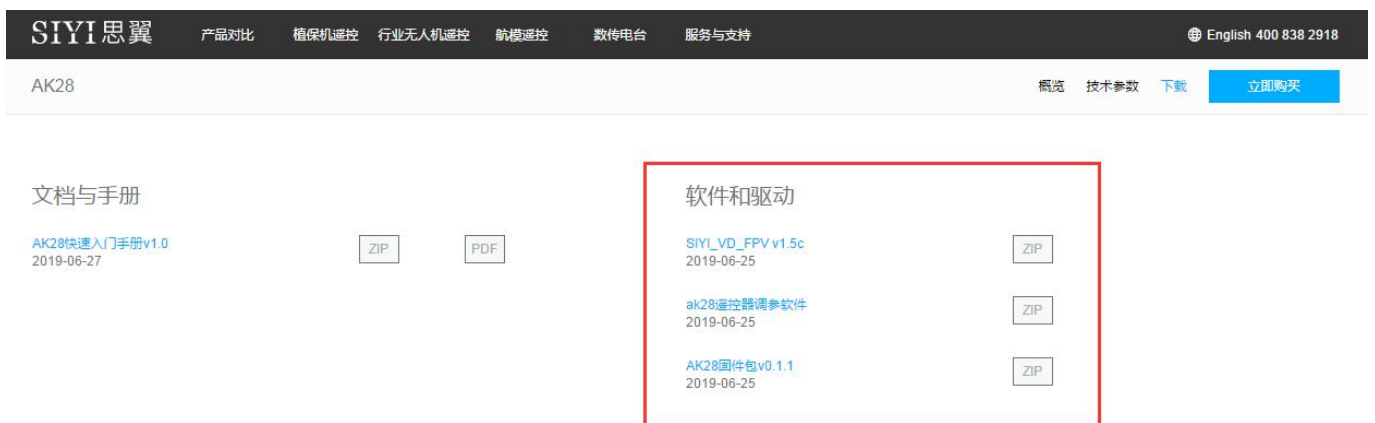 SIYI思翼 产品对比 植保机遥控 行业无人机遥控 航模遥控 数传电台 服务与支持 English 400 838 2918
AK28 概览 技术参数 下载 立即购买
文档与手册
AK28快速入门手册v1.0 ZIP PDF
2019-06-27
软件和驱动
SIYI_VD_FPV v1.5c ZIP
2019-06-25
ak28遥控器调参软件 ZIP
2019-06-25
AK28固件包v0.1.1 ZIP
2019-06-25